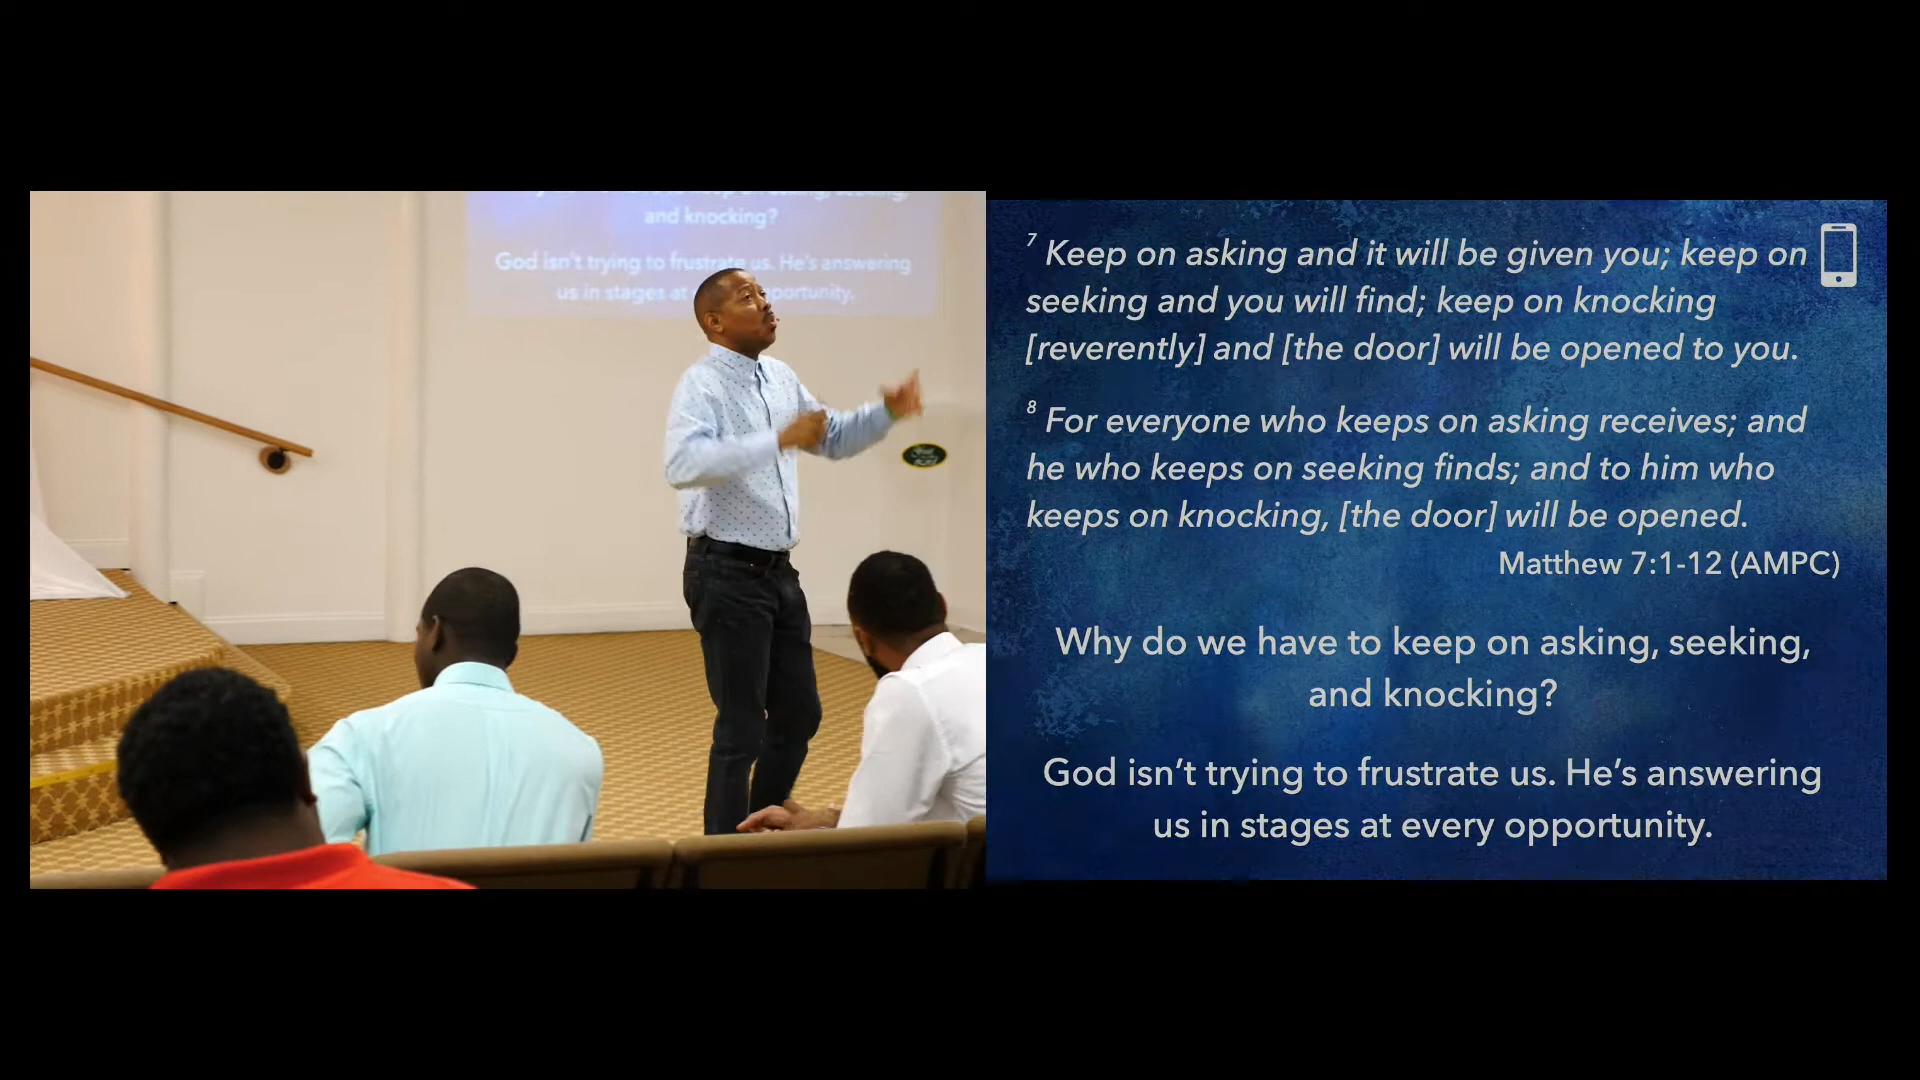 and knocking?
God isn't trying to frustrate us. He's answering
us in stages at
7 Keep on asking and it will be given you; keep on
seeking and you will find; keep on knocking
[reverently] and [the door] will be opened to you.
8 For everyone who keeps on asking receives; and
he who keeps on seeking finds; and to him who
keeps on knocking, [the door] will be opened.
Matthew 7:1-12 (AMPC)
Why do we have to keep on asking, seeking,
and knocking?
God isn’t trying to frustrate us. He’s answering
us in stages at every opportunity.